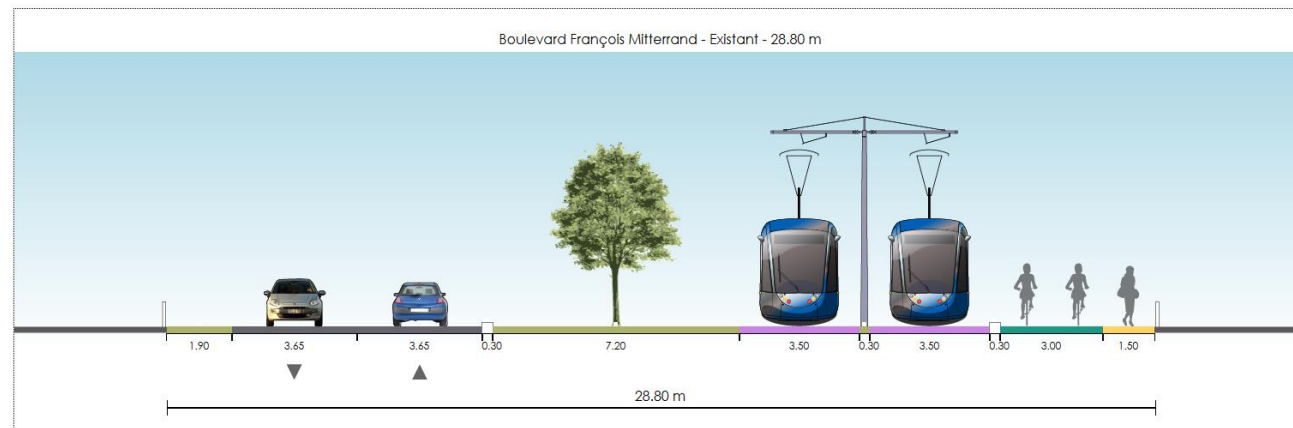 Boulevard François Mitterrand - Existant - 28.80 m
1.90 3.65 3.65 0.30 7.20 3.50 0.30 3.50 0.30 3.00 1.50
28.80 m